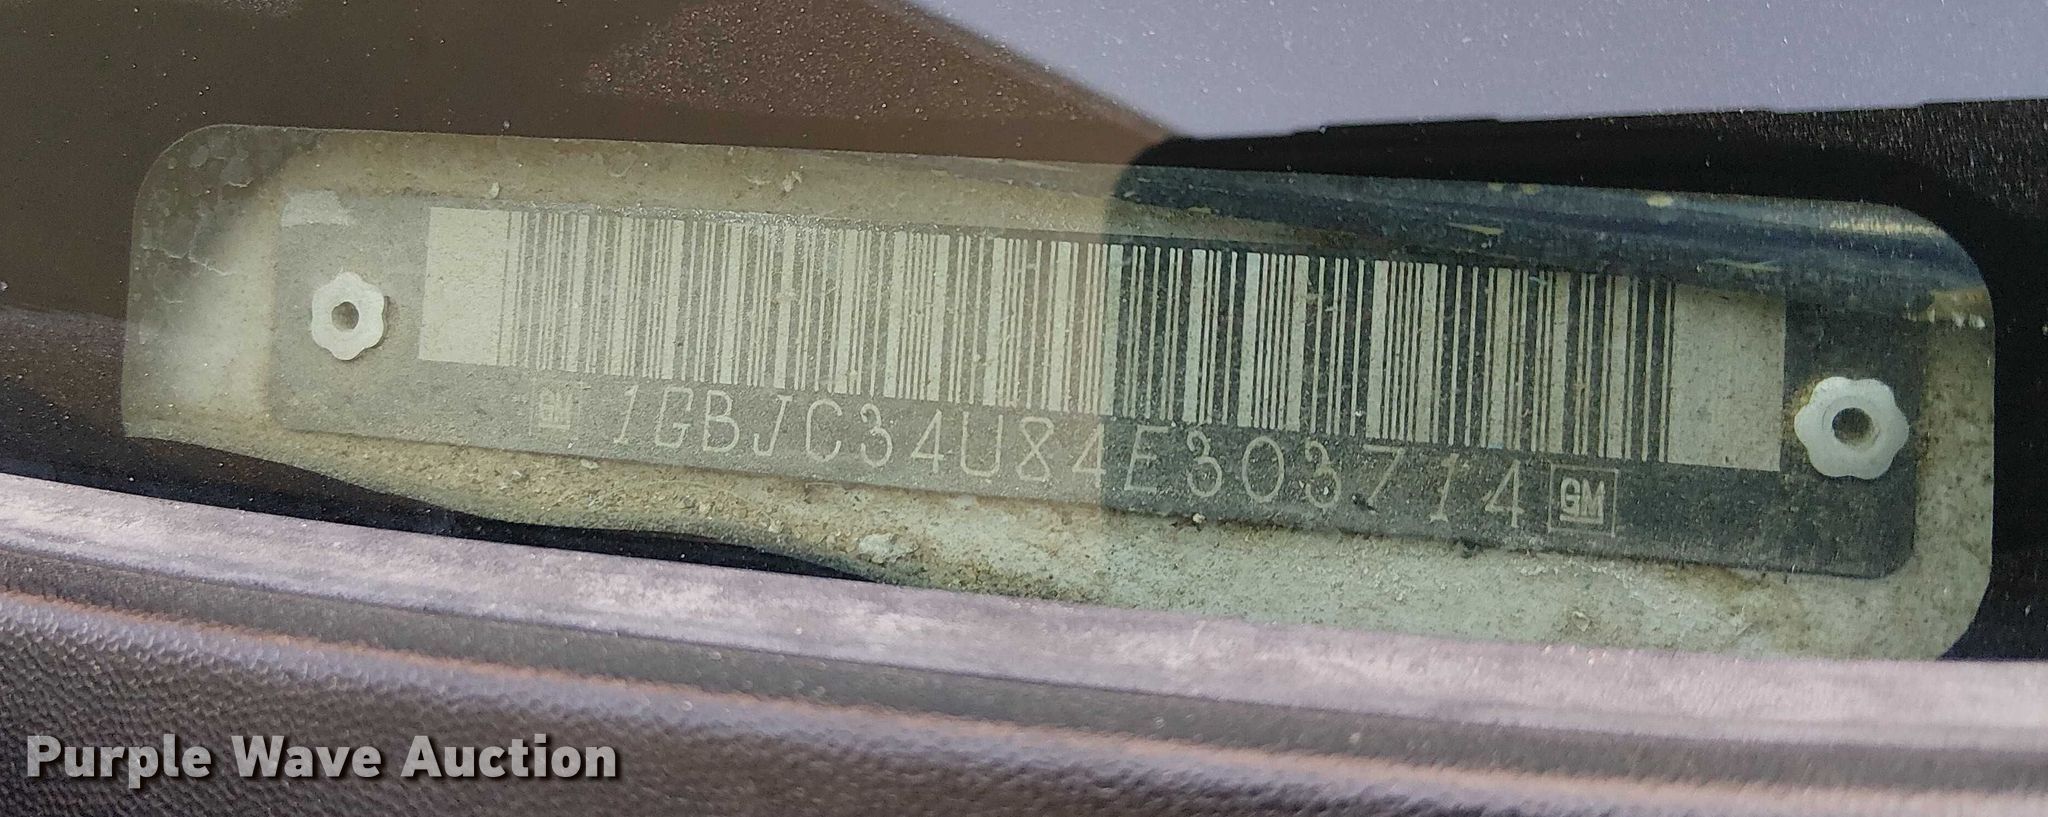 GM 1GBJC34U84E303714 GM
Purple Wave Auction